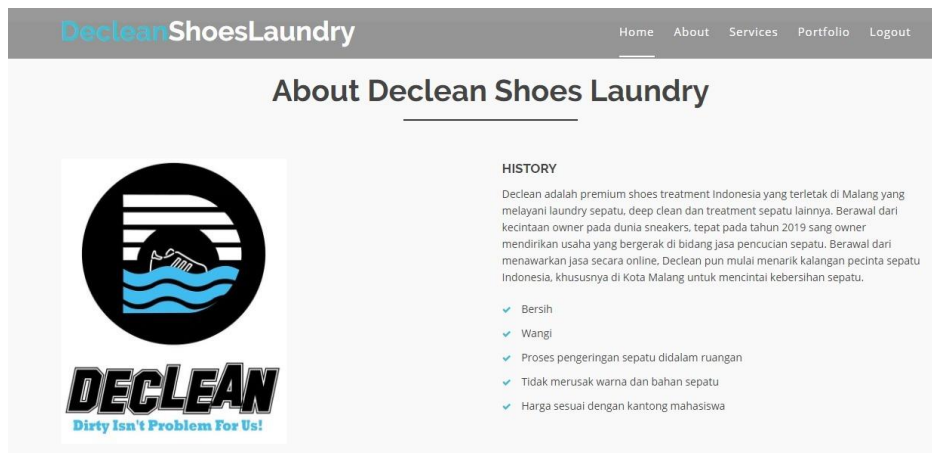 DecleanShoesLaundry
Home About Services Portfolio Logout
About Declean Shoes Laundry
DECLEAN
Dirty Isn't Problem For Us!
HISTORY
Declean adalah premium shoes treatment Indonesia yang terletak di Malang yang
melayani laundry sepatu, deep clean dan treatment sepatu lainnya. Berawal dari
kecintaan owner pada dunia sneakers, tepat pada tahun 2019 sang owner
mendirikan usaha yang bergerak di bidang jasa pencucian sepatu. Berawal dari
menawarkan jasa secara online, Declean pun mulai menarik kalangan pecinta sepatu
Indonesia, khususnya di Kota Malang untuk mencintai kebersihan sepatu.
Bersih
Wangi
Proses pengeringan sepatu didalam ruangan
Tidak merusak warna dan bahan sepatu
Harga sesuai dengan kantong mahasiswa